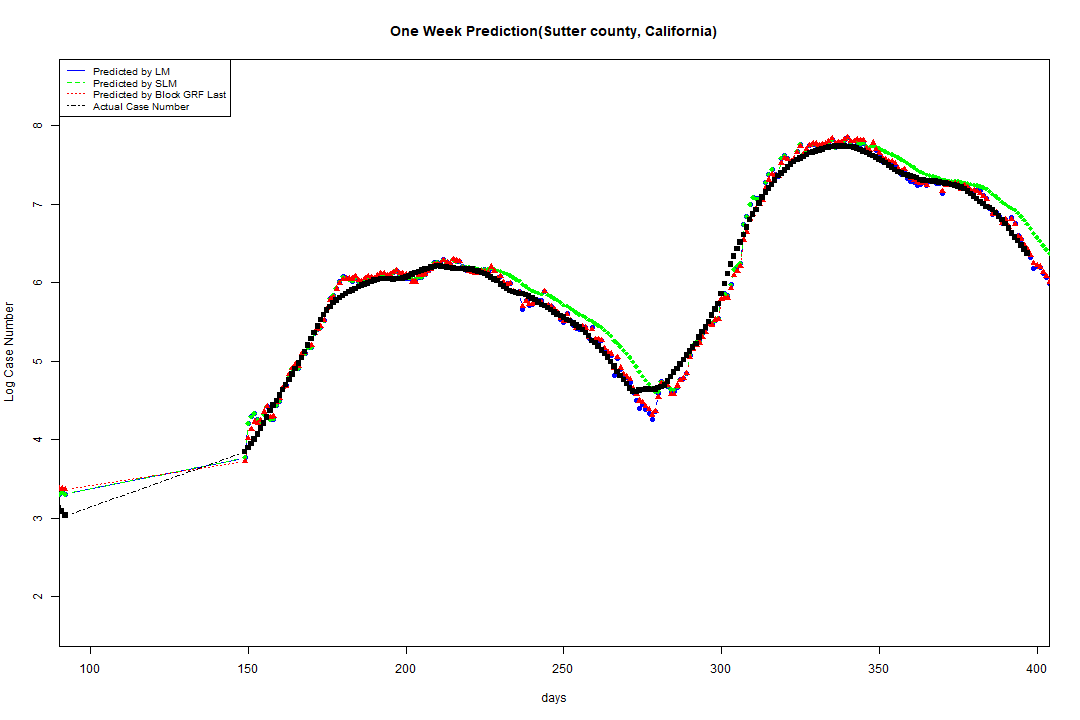 One Week Prediction(Sutter county, California)
Predicted by LM
Predicted by SLM
Predicted by Block GRF Last
Actual Case Number
Log Case Number
8
7
6
5
4
3
2
100 150 200 250 300 350 400
days